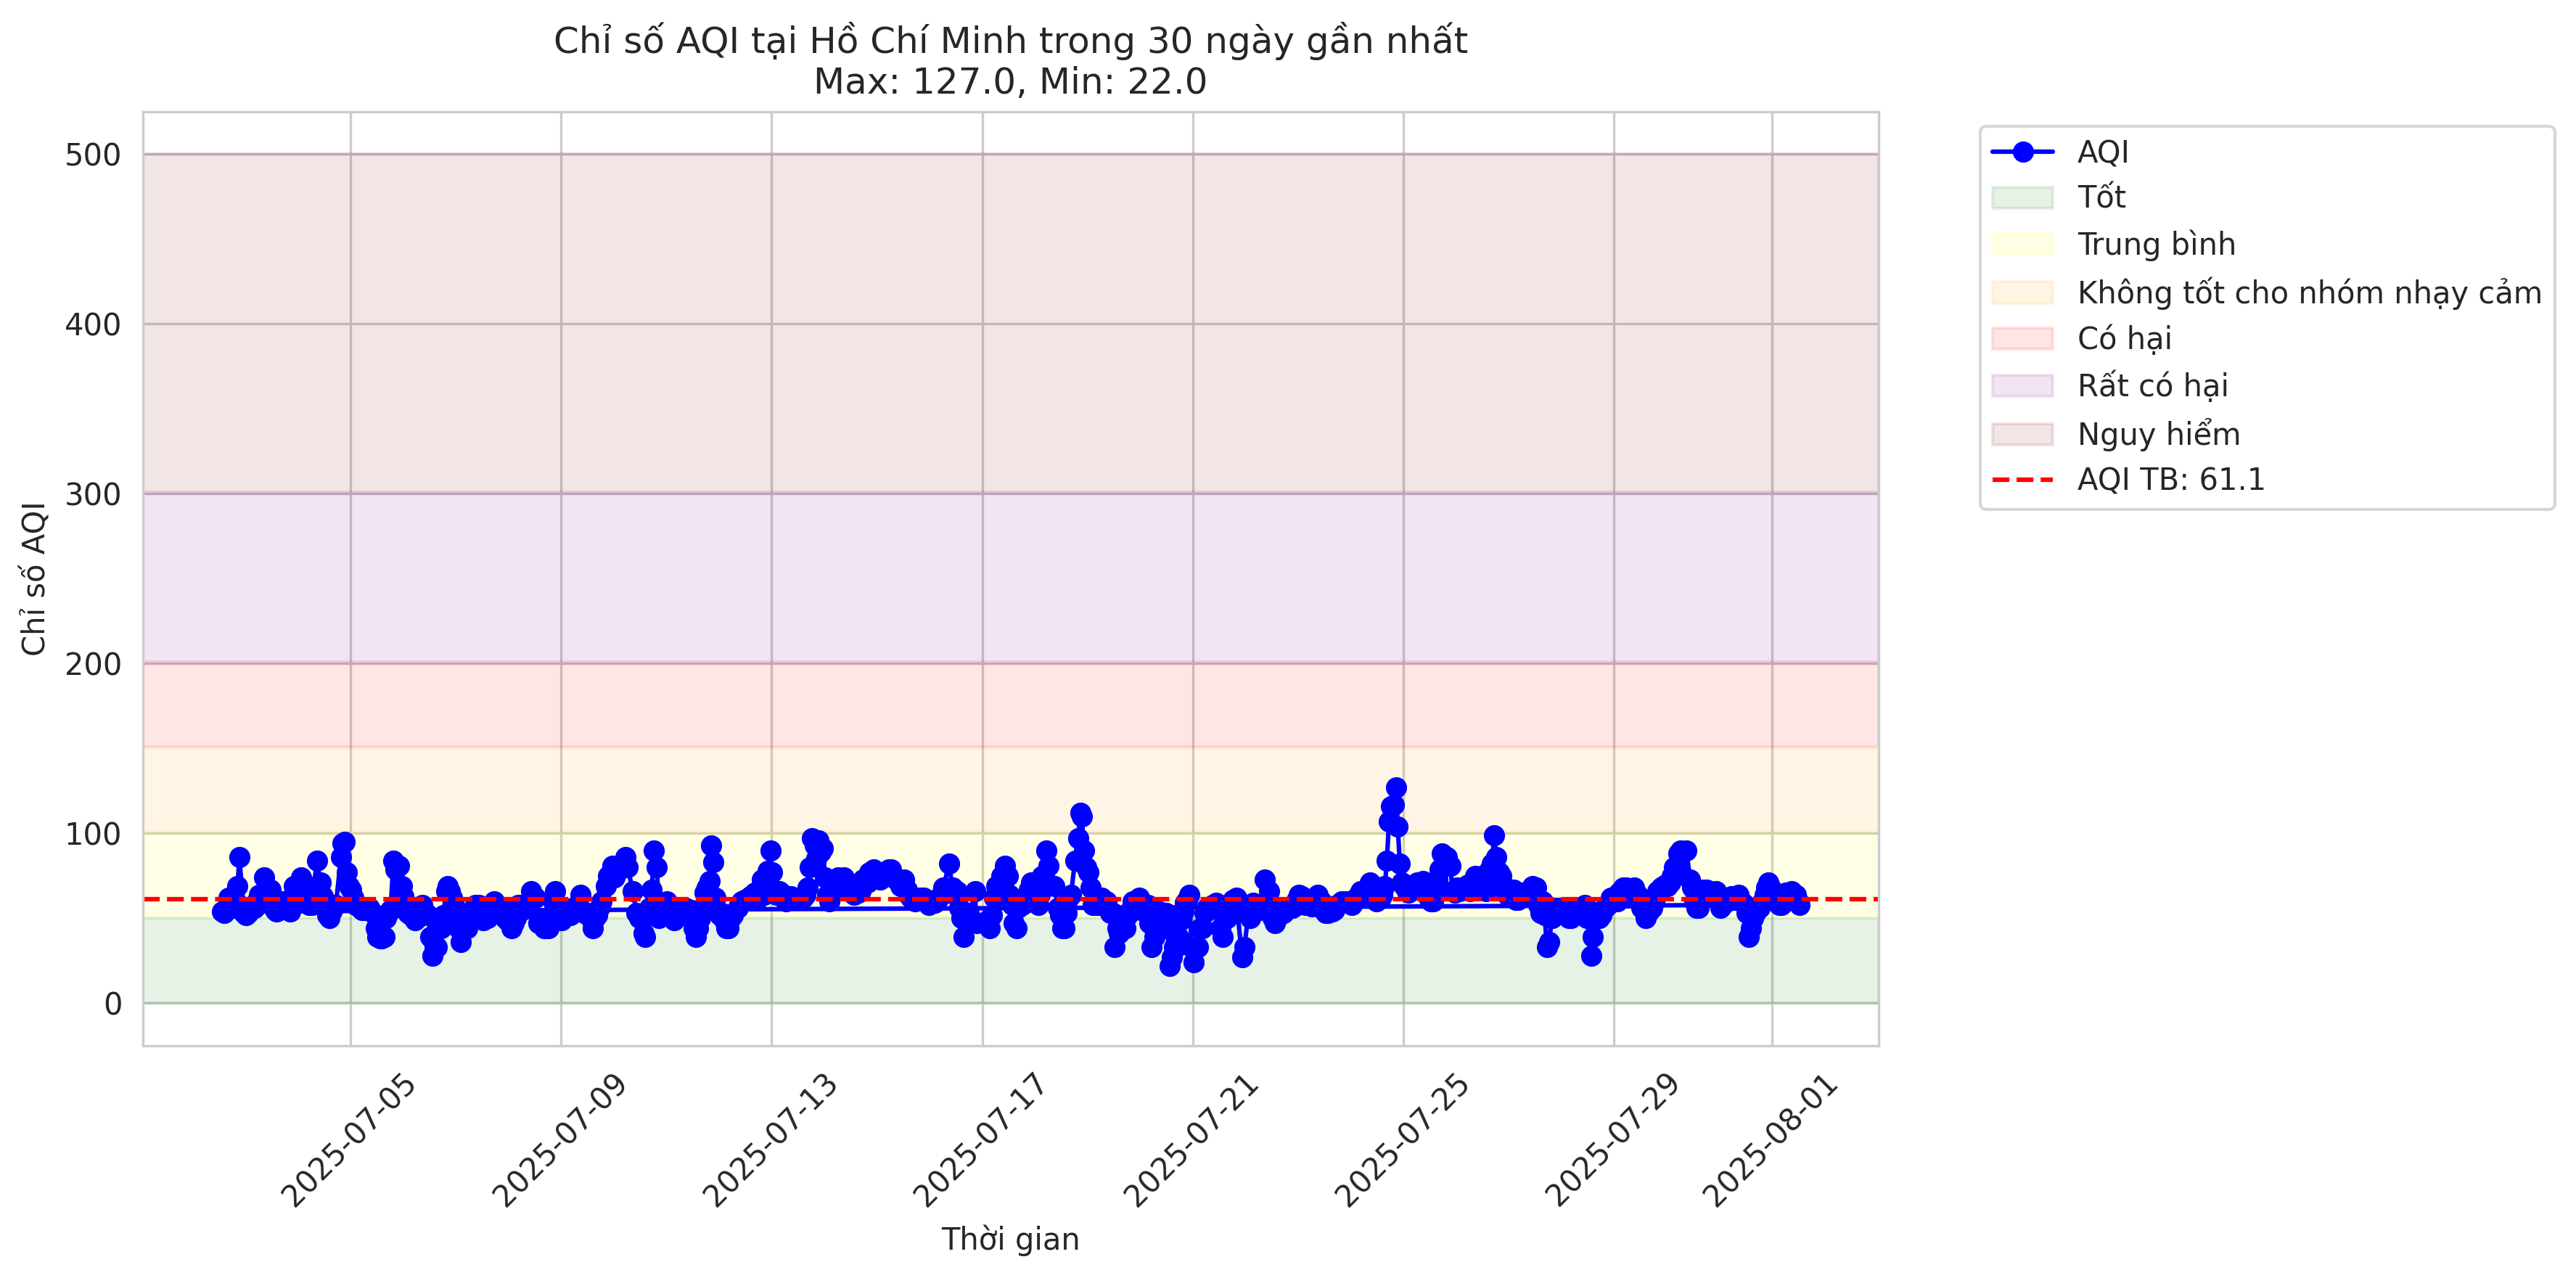 Chỉ số AQI tại Hồ Chí Minh trong 30 ngày gần nhất
Max: 127.0, Min: 22.0
Chỉ số AQI
500
400
300
200
100
0
2025-07-05
2025-07-09
2025-07-13
2025-07-17
2025-07-21
2025-07-25
2025-07-29
2025-08-01
Thời gian
AQI
Tốt
Trung bình
Không tốt cho nhóm nhạy cảm
Có hại
Rất có hại
Nguy hiểm
AQI TB: 61.1